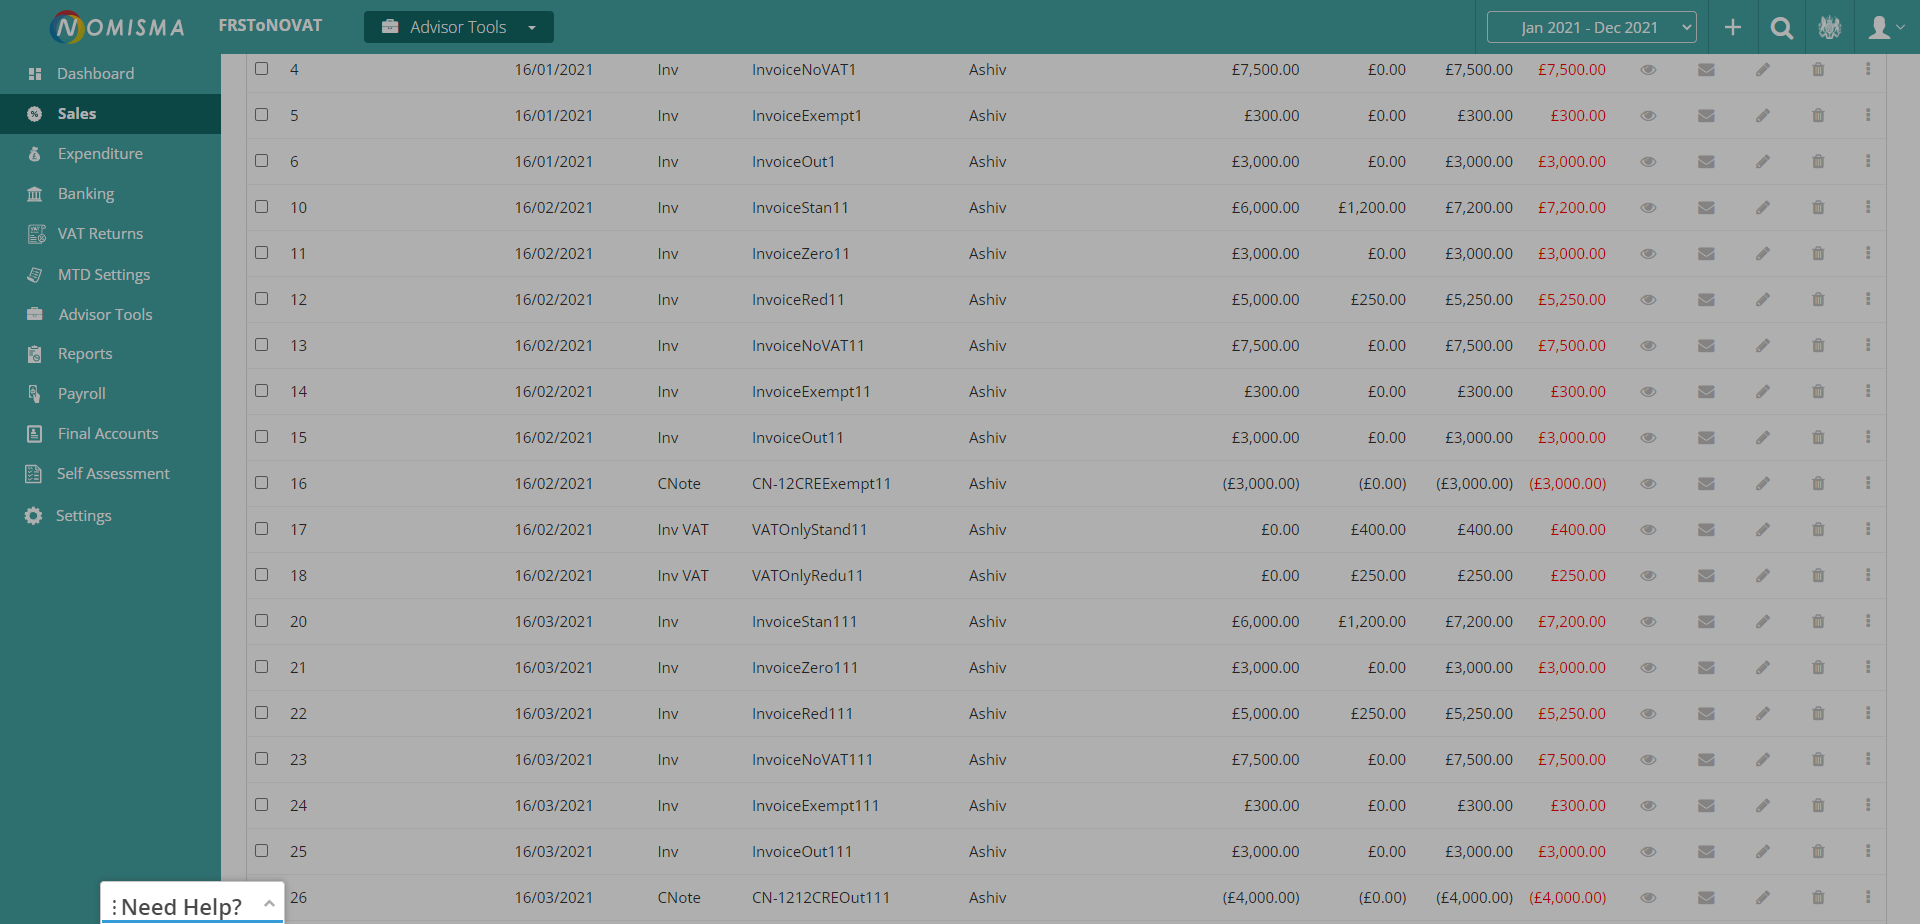 NOMISMA FRSToNOVAT Advisor Tools Jan 2021 - Dec 2021
Dashboard
Sales
Expenditure
Banking
VAT Returns
MTD Settings
Advisor Tools
Reports
Payroll
Final Accounts
Self Assessment
Settings
4 16/01/2021 Inv InvoiceNoVAT1 Ashiv £7,500.00 £0.00 £7,500.00 £7,500.00
5 16/01/2021 Inv InvoiceExempt1 Ashiv £300.00 £0.00 £300.00 £300.00
6 16/01/2021 Inv InvoiceOut1 Ashiv £3,000.00 £0.00 £3,000.00 £3,000.00
10 16/02/2021 Inv InvoiceStan11 Ashiv £6,000.00 £1,200.00 £7,200.00 £7,200.00
11 16/02/2021 Inv InvoiceZero11 Ashiv £3,000.00 £0.00 £3,000.00 £3,000.00
12 16/02/2021 Inv InvoiceRed11 Ashiv £5,000.00 £250.00 £5,250.00 £5,250.00
13 16/02/2021 Inv InvoiceNoVAT11 Ashiv £7,500.00 £0.00 £7,500.00 £7,500.00
14 16/02/2021 Inv InvoiceExempt11 Ashiv £300.00 £0.00 £300.00 £300.00
15 16/02/2021 Inv InvoiceOut11 Ashiv £3,000.00 £0.00 £3,000.00 £3,000.00
16 16/02/2021 CNote CN-12CREExempt11 Ashiv (£3,000.00) (£0.00) (£3,000.00) (£3,000.00)
17 16/02/2021 Inv VAT VATOnlyStand11 Ashiv £0.00 £400.00 £400.00 £400.00
18 16/02/2021 Inv VAT VATOnlyRedu11 Ashiv £0.00 £250.00 £250.00 £250.00
20 16/03/2021 Inv InvoiceStan111 Ashiv £6,000.00 £1,200.00 £7,200.00 £7,200.00
21 16/03/2021 Inv InvoiceZero111 Ashiv £3,000.00 £0.00 £3,000.00 £3,000.00
22 16/03/2021 Inv InvoiceRed111 Ashiv £5,000.00 £250.00 £5,250.00 £5,250.00
23 16/03/2021 Inv InvoiceNoVAT111 Ashiv £7,500.00 £0.00 £7,500.00 £7,500.00
24 16/03/2021 Inv InvoiceExempt111 Ashiv £300.00 £0.00 £300.00 £300.00
25 16/03/2021 Inv InvoiceOut111 Ashiv £3,000.00 £0.00 £3,000.00 £3,000.00
26 16/03/2021 CNote CN-1212CREOut111 Ashiv (£4,000.00) (£0.00) (£4,000.00) (£4,000.00)
Need Help?